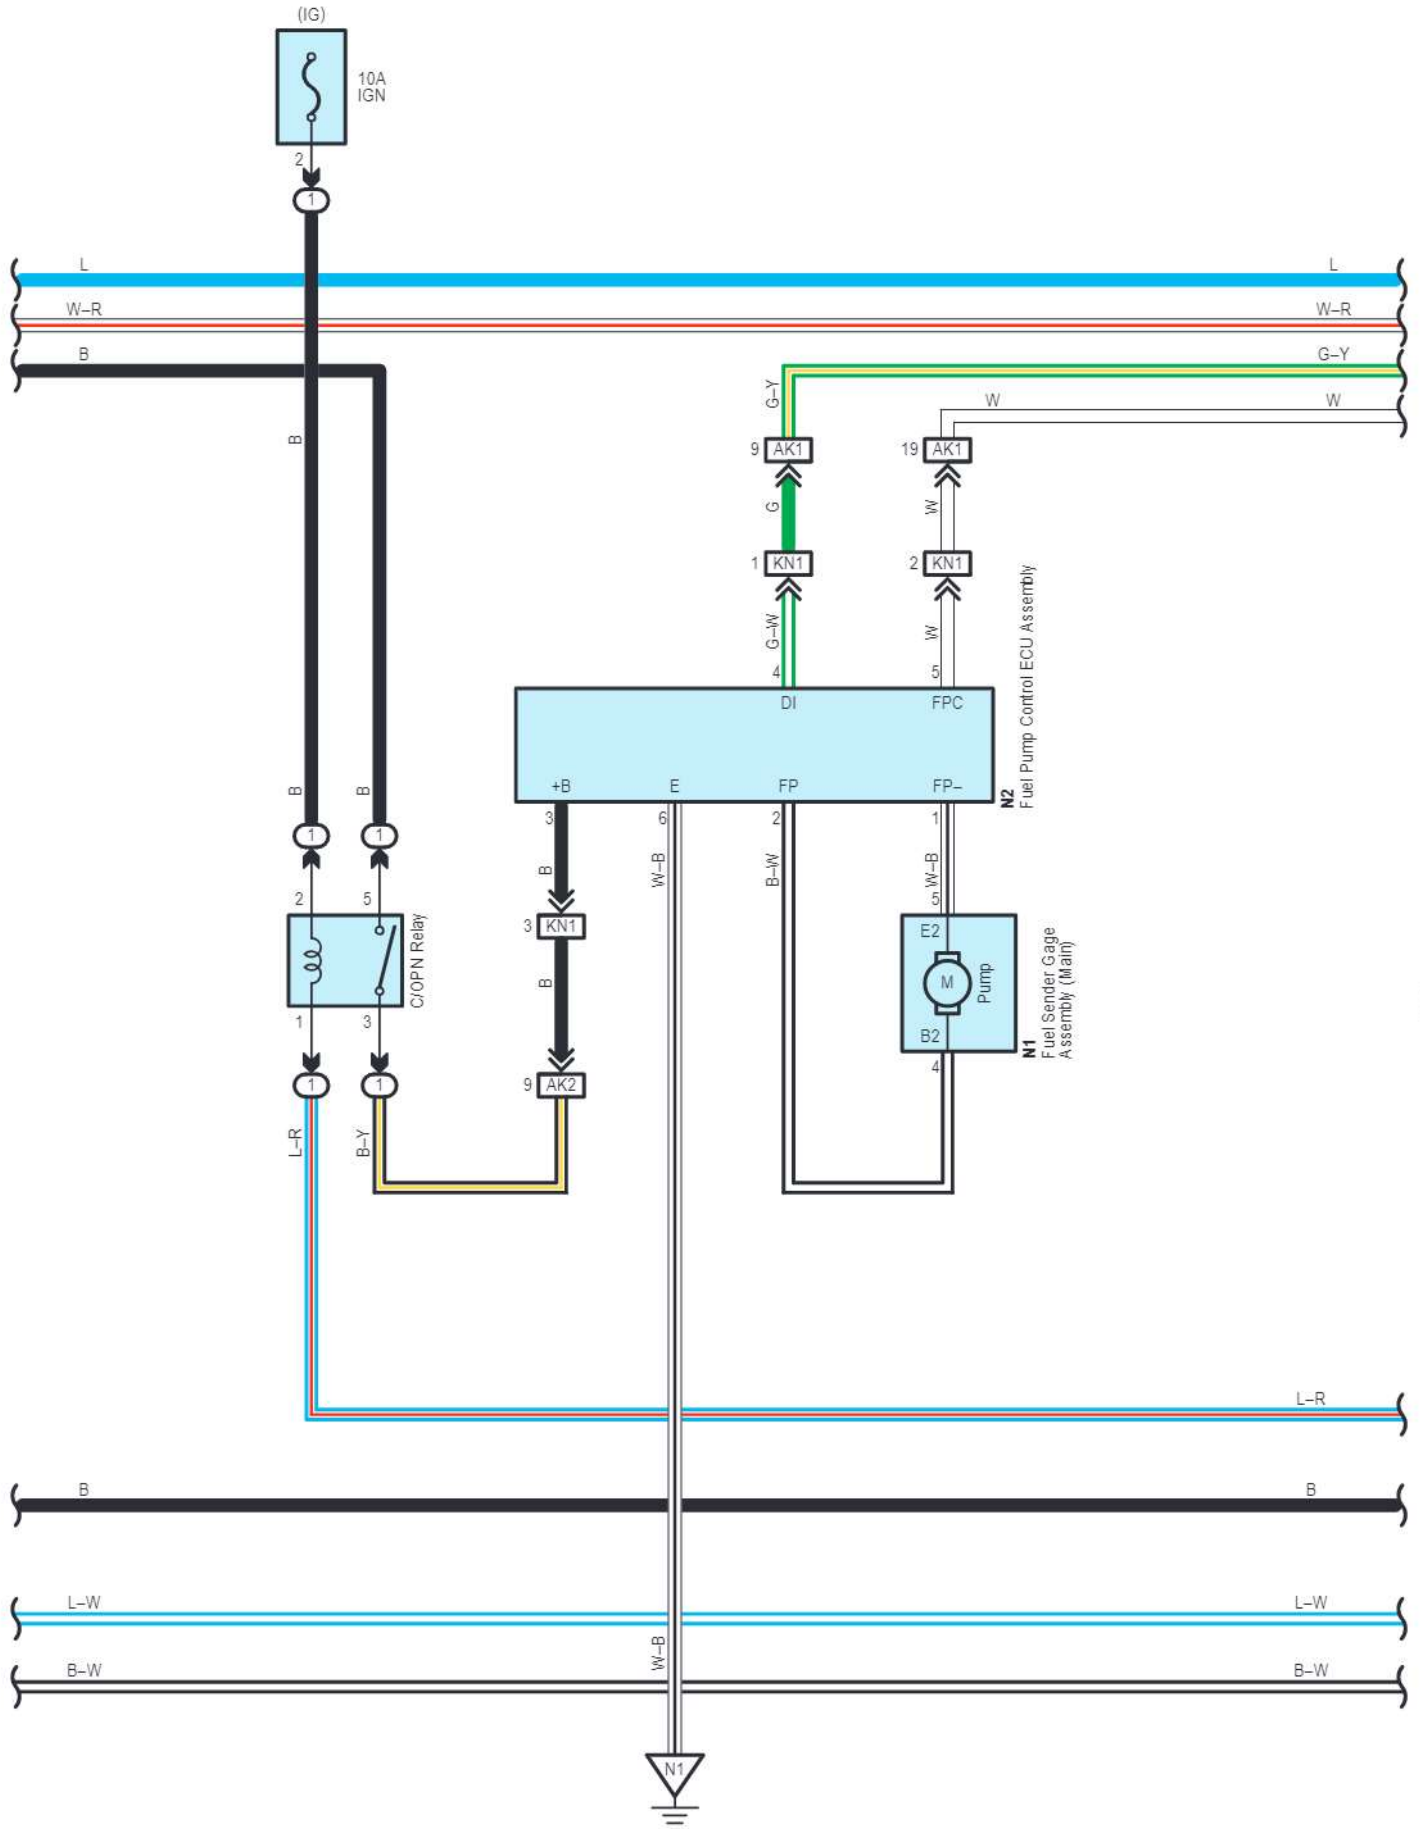 (IG)
10A
IGN
2
1
L L
W–R W–R
B G–Y
W W
G–Y
B
9 AK1 19 AK1
G W
1 KN1 2 KN1
G–W W
4 5
DI FPC
N2
Fuel Pump Control ECU Assembly
+B E FP FP–
B B
3 6 2 1
1 1
B W–B B–W W–B
2 5 5
3 KN1
E2
C/OPN Relay
B
M
Pump
N1
Fuel Sender Gage
Assembly (Main)
1 3
B2
4
1 1 9 AK2
L–R B–Y
L–R
B B
L–W L–W
W–B
B–W B–W
N1